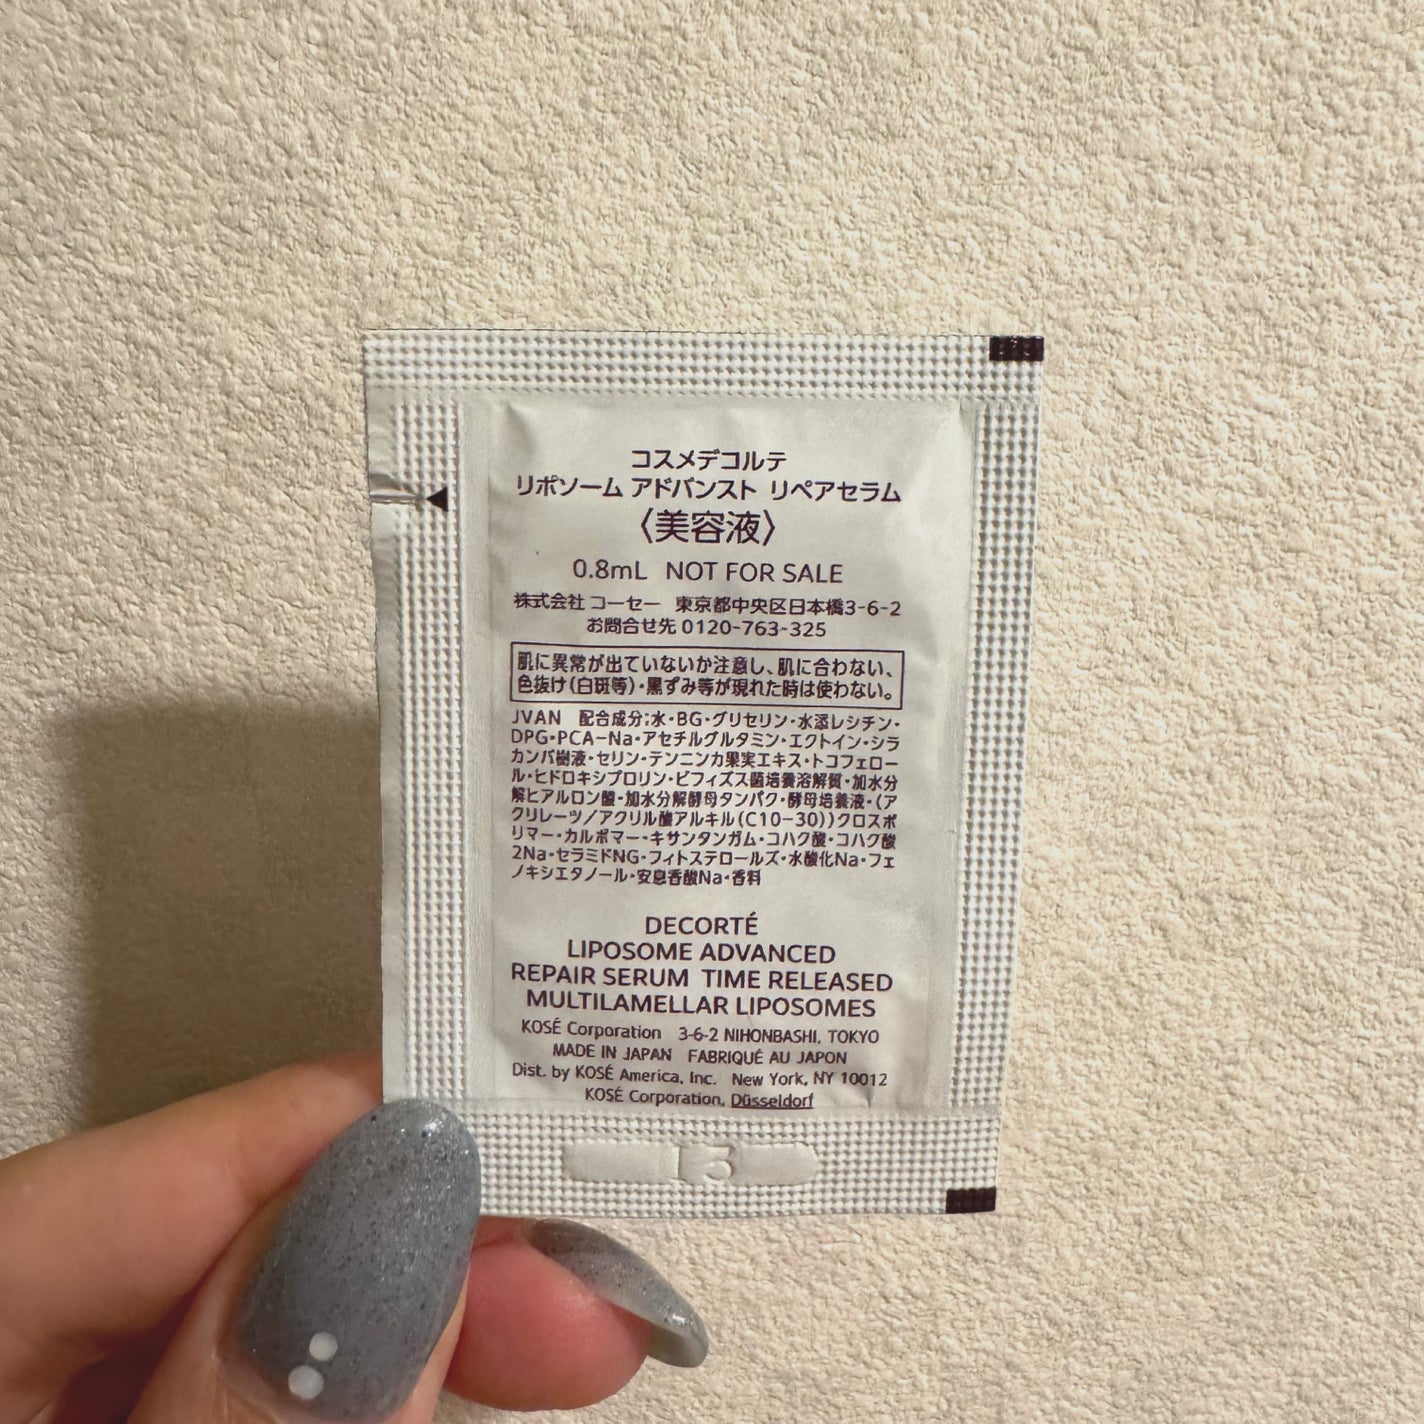 コスメデコルテ
リポソーム アドバンスト リペアセラム
〈美容液〉
0.8mL NOT FOR SALE
株式会社 コーセー 東京都中央区日本橋3-6-2
お問合せ先 0120-763-325
肌に異常が出ていないか注意し、肌に合わない、
色抜け(白斑等)・黒ずみ等が現れた時は使わない。
JVAN 配合成分:水・BG・グリセリン・水添レシチン・
DPG・PCA-Na・アセチルグルタミン・エクトイン・シラ
カンバ樹液・セリン・テンニンカ果実エキス・トコフェロー
ル・ヒドロキシプロリン・ビフィズス菌培養溶解質・加水分
解ヒアルロン酸・加水分解酵母タンパク・酵母培養液・(ア
クリレーツ/アクリル酸アルキル(C10-30))クロスポ
リマー・カルボマー・キサンタンガム・コハク酸・コハク酸
2Na・セラミドNG・フィトステロールズ・水酸化Na・フェ
ノキシエタノール・安息香酸Na・香料
DECORTÉ
LIPOSOME ADVANCED
REPAIR SERUM TIME RELEASED
MULTILAMELLAR LIPOSOMES
KOSÉ Corporation 3-6-2 NIHONBASHI, TOKYO
MADE IN JAPAN FABRIQUÉ AU JAPON
Dist. by KOSÉ America, Inc. New York, NY 10012
KOSÉ Corporation, Düsseldorf